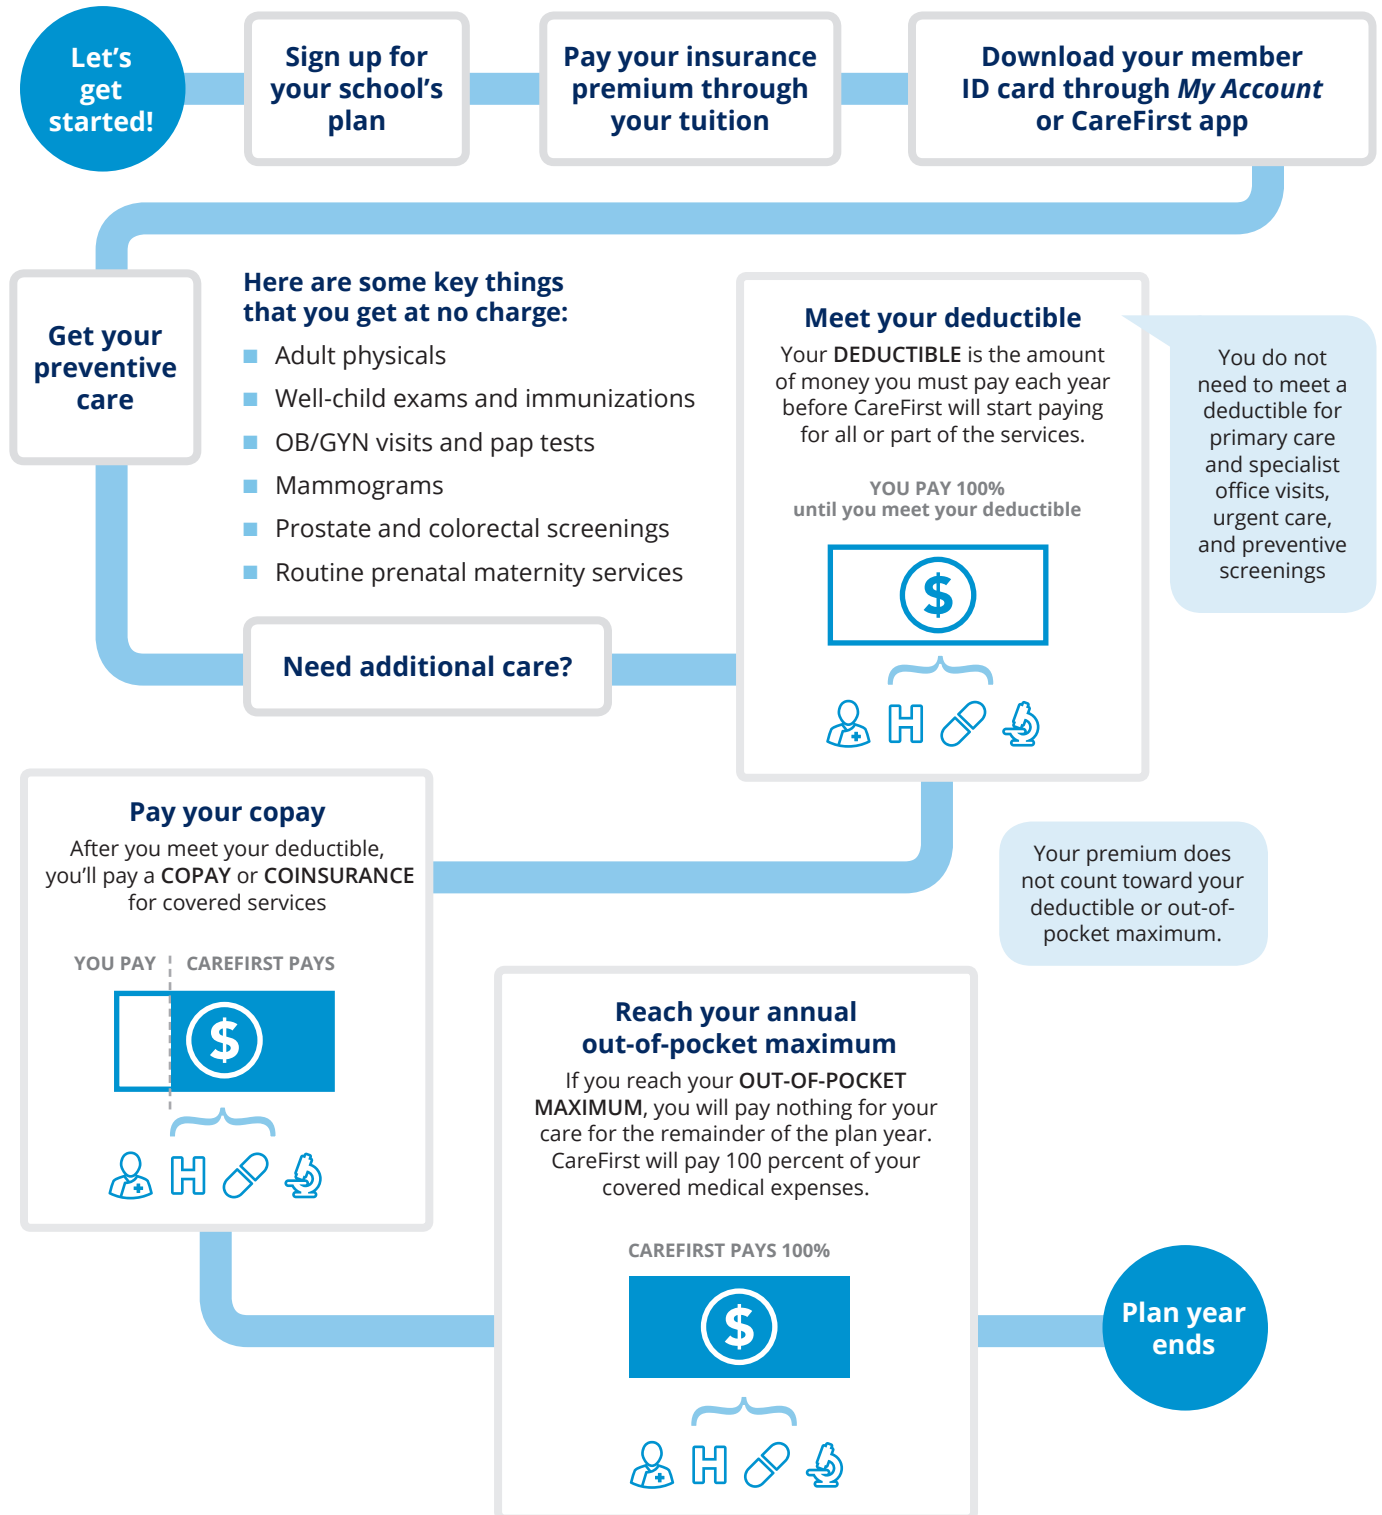 Let's
get
started!
Sign up for
your school's
plan
Pay your insurance
premium through
your tuition
Download your member
ID card through My Account
or CareFirst app
Get your
preventive
care
Here are some key things
that you get at no charge:
Adult physicals
Well-child exams and immunizations
OB/GYN visits and pap tests
Mammograms
Prostate and colorectal screenings
Routine prenatal maternity services
Need additional care?
Meet your deductible
Your DEDUCTIBLE is the amount
of money you must pay each year
before CareFirst will start paying
for all or part of the services.
YOU PAY 100%
until you meet your deductible
$
H
You do not
need to meet a
deductible for
primary care
and specialist
office visits,
urgent care,
and preventive
screenings
Pay your copay
After you meet your deductible,
you'll pay a COPAY or COINSURANCE
for covered services
YOU PAY
CAREFIRST PAYS
$
H
Your premium does
not count toward your
deductible or out-of-
pocket maximum.
Reach your annual
out-of-pocket maximum
If you reach your OUT-OF-POCKET
MAXIMUM, you will pay nothing for your
care for the remainder of the plan year.
CareFirst will pay 100 percent of your
covered medical expenses.
CAREFIRST PAYS 100%
$
H
Plan year
ends